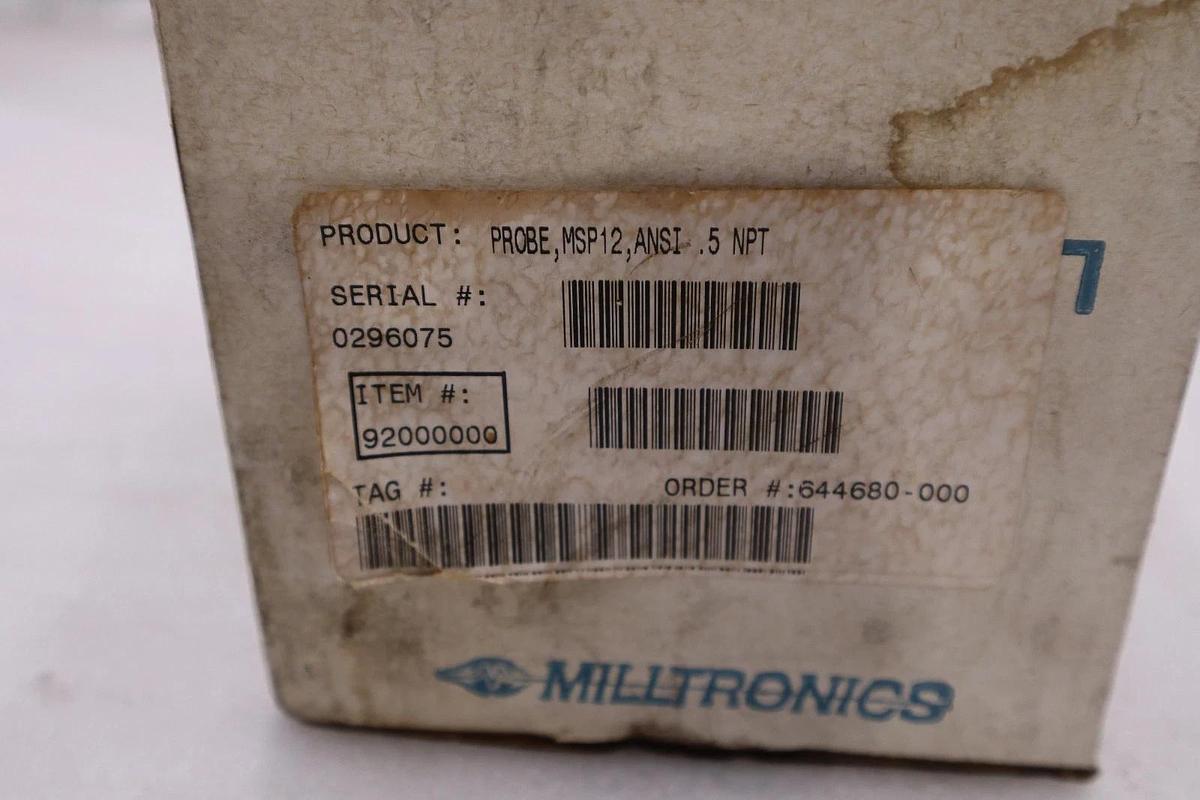 PRODUCT: PROBE,MSP12,ANSI .5 NPT
SERIAL #:
0296075
ITEM #:
92000000
TAG #: ORDER #:644680-000
MILLTRONICS